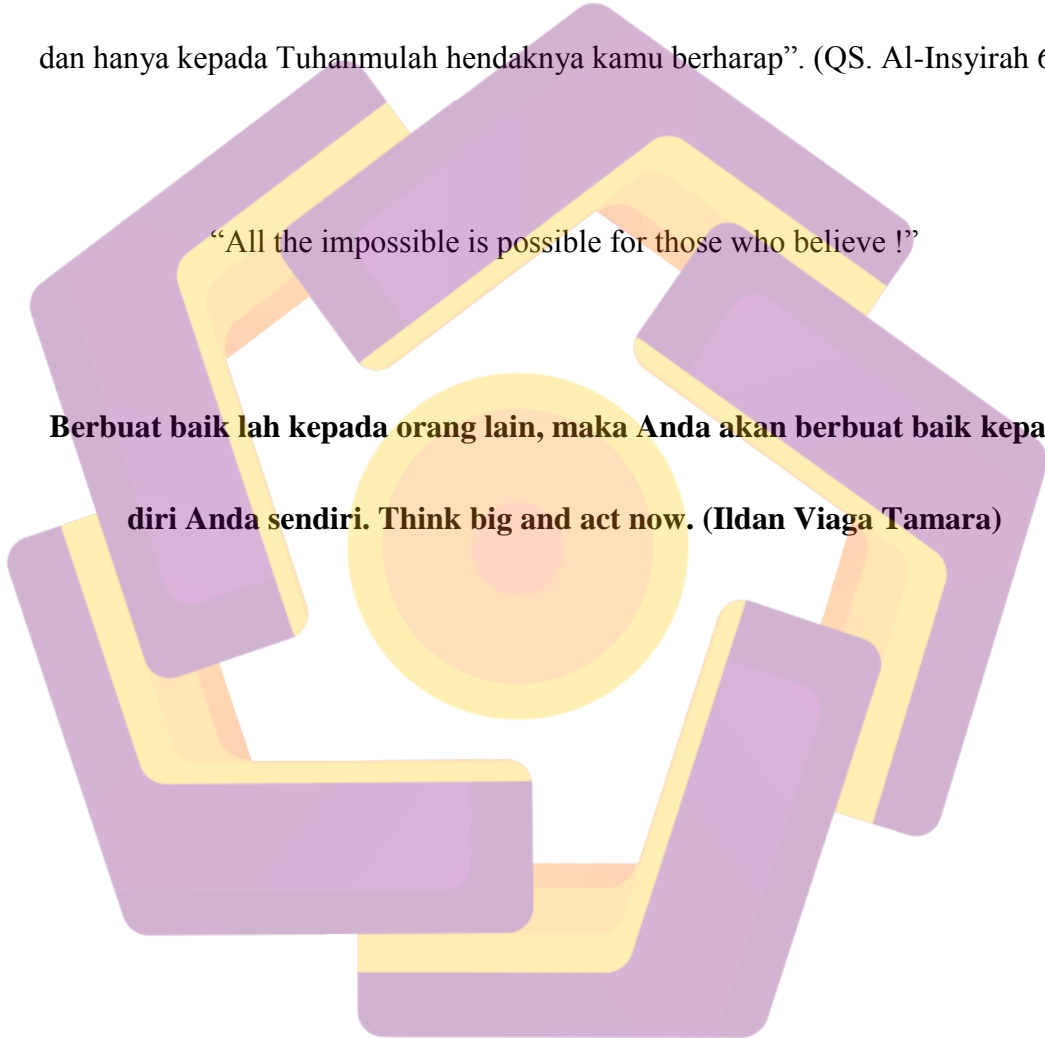 dan hanya kepada Tuhanmulah hendaknya kamu berharap”. (QS. Al-Insyirah 6
“All the impossible is possible for those who believe !”
Berbuat baik lah kepada orang lain, maka Anda akan berbuat baik kepa
diri Anda sendiri. Think big and act now. (Ildan Viaga Tamara)